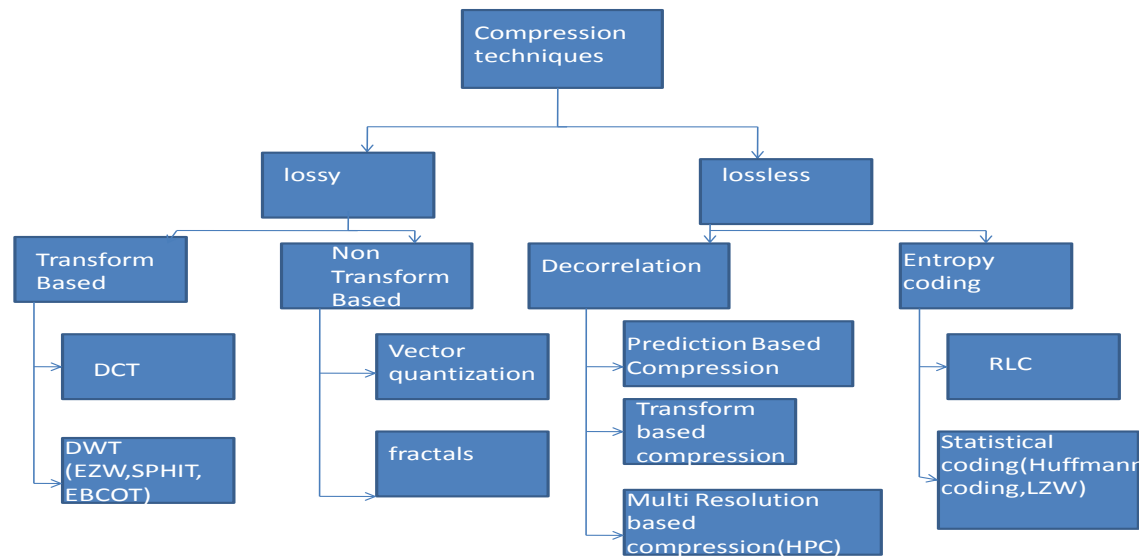 Compression
techniques
lossy
lossless
Transform
Based
Non
Transform
Based
Decorrelation
Entropy
coding
DCT
Vector
quantization
Prediction Based
Compression
RLC
Transform
based
compression
DWT
(EZW,SPHIT,
EBCOT)
fractals
Statistical
coding(Huffmann
coding,LZW)
Multi Resolution
based
compression(HPC)